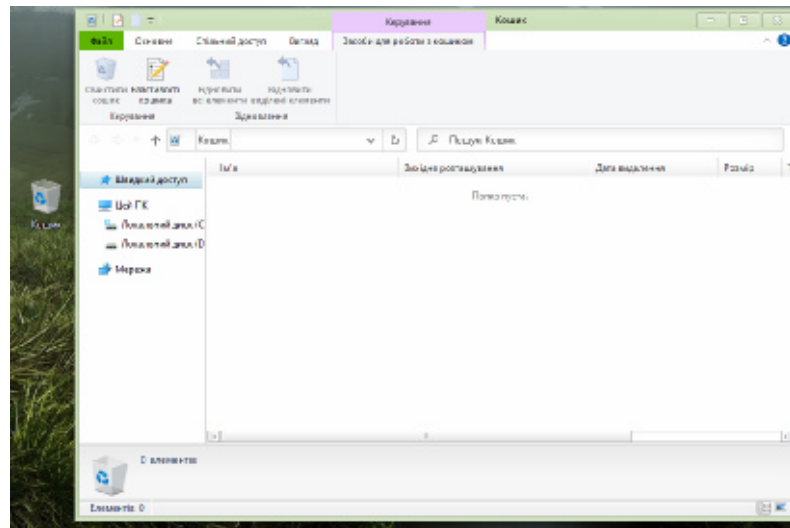 Керування Кошик
Файл Основне Спільний доступ Вигляд Засоби для роботи з кошиком
Очистити Властивості Відновити Відновити
кошик кошика всі елементи виділені елементи
Керування Відновлення
Кошик Пошук: Кошик
Ім'я Вихідне розташування Дата видалення Розмір
Швидкий доступ
Папка пуста.
Цей ПК
Кошик
Локальний диск (C
Локальний диск (D
Мережа
0 елементів
Елементів: 0